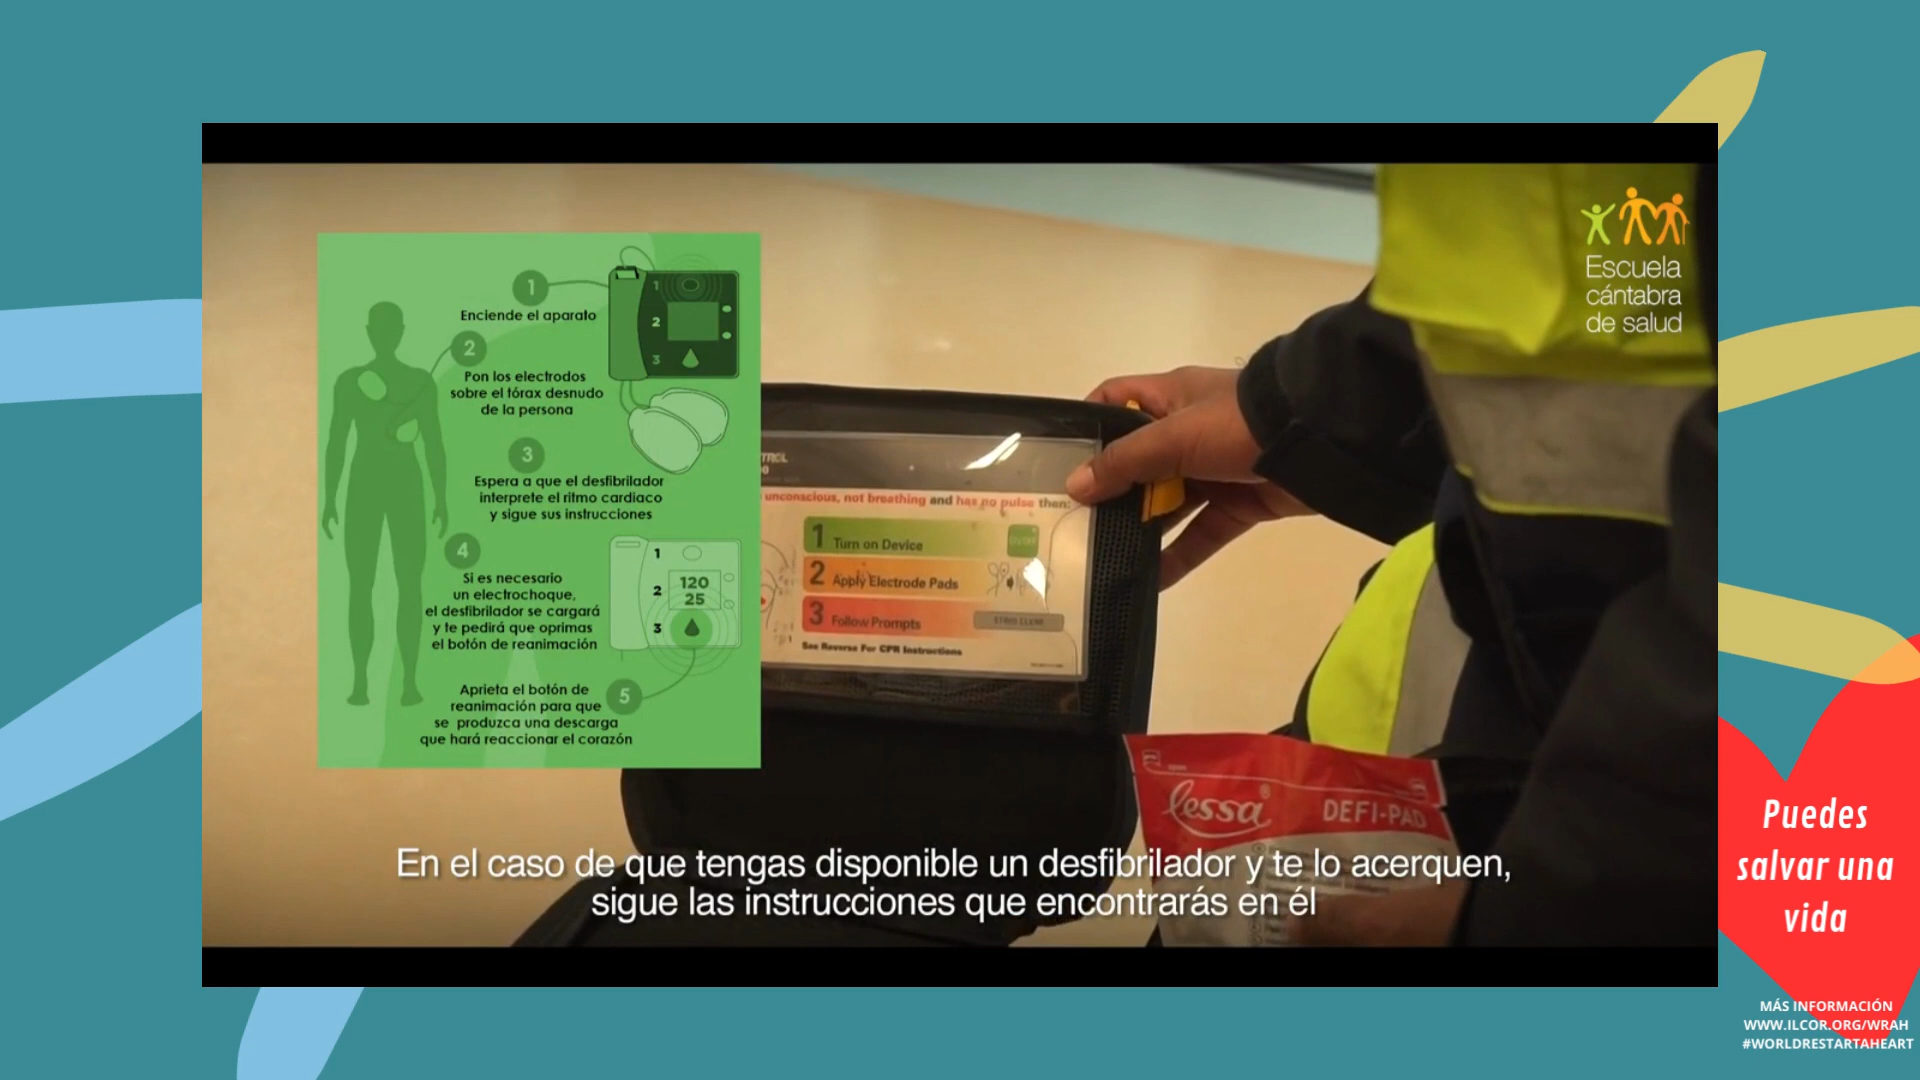 Escuela
cántabra
de salud
1
Enciende el aparato
2
Pon los electrodos
sobre el tórax desnudo
de la persona
3
Espera a que el desfibrilador
interprete el ritmo cardiaco
y sigue sus instrucciones
4
Si es necesario
un electrochoque,
el desfibrilador se cargará
y te pedirá que oprimas
el botón de reanimación
5
Aprieta el botón de
reanimación para que
se produzca una descarga
que hará reaccionar el corazón
1
2
3
1
2
120
25
3
unconscious, not breathing and has no pulse then:
1 Turn on Device
2 Apply Electrode Pads
3 Follow Prompts
See Reverse For CPR Instructions
lessa®
DEFI-PAD
En el caso de que tengas disponible un desfibrilador y te lo acerquen,
sigue las instrucciones que encontrarás en él
Puedes
salvar una
vida
MÁS INFORMACIÓN
WWW.ILCOR.ORG/WRAH
#WORLDRESTARTAHEART